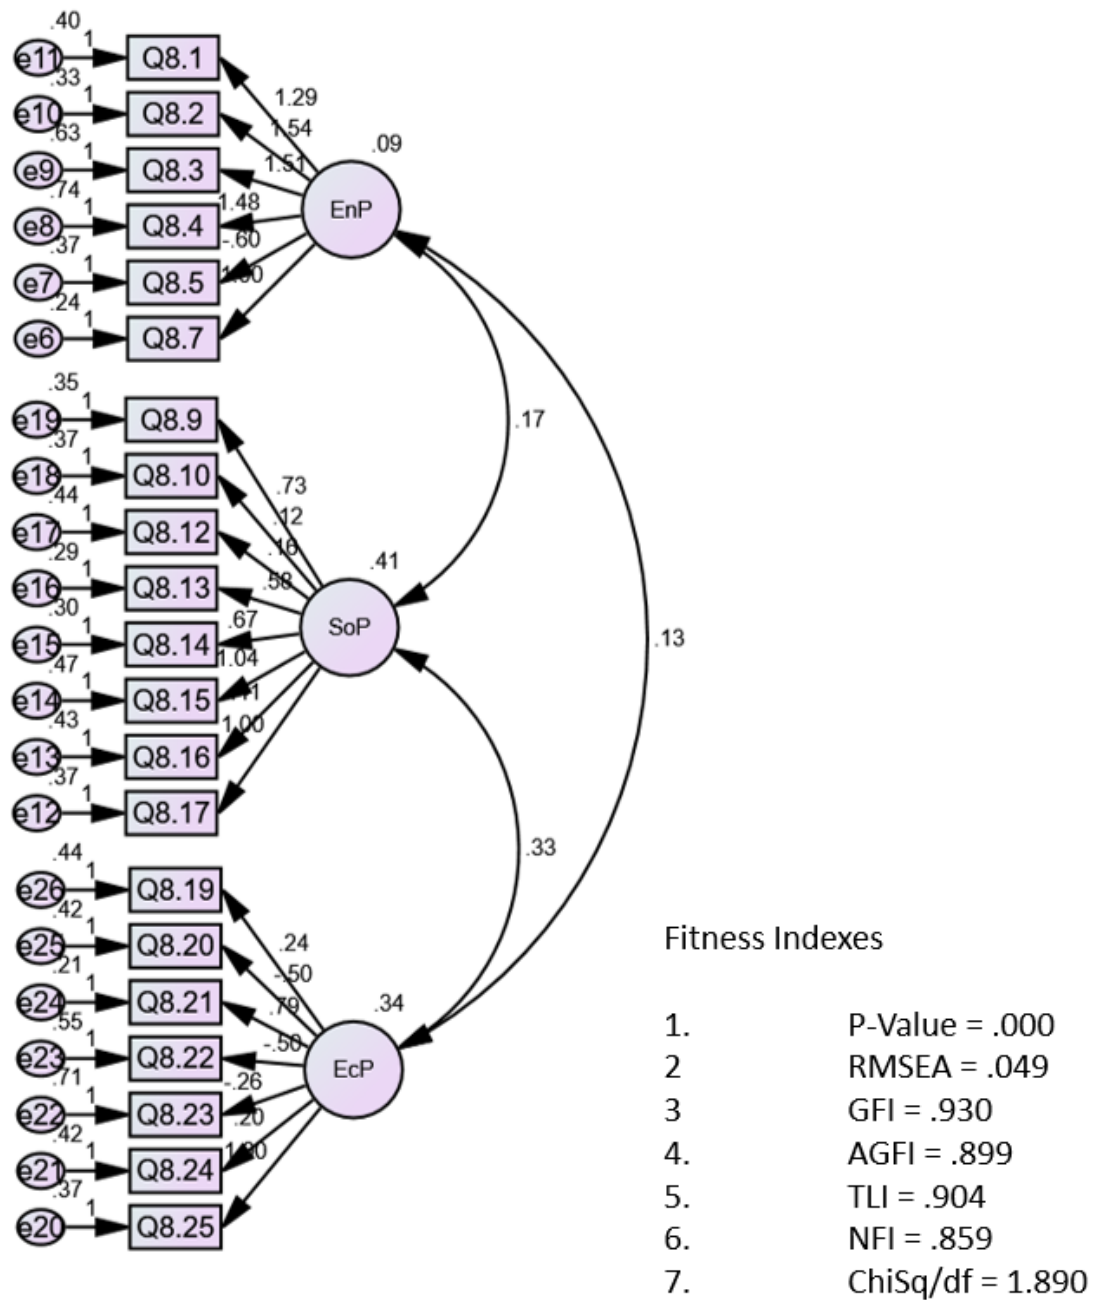 .40
1
e11
Q8.1
.33
1
e10
Q8.2
.63
1
e9
Q8.3
.74
1
e8
Q8.4
.37
1
e7
Q8.5
.24
1
e6
Q8.7
1.29
1.54
1.51
1.48
-.60
1.00
.09
EnP
.17
.13
.35
1
e19
Q8.9
.37
1
e18
Q8.10
.44
1
e17
Q8.12
.29
1
e16
Q8.13
.30
1
e15
Q8.14
.47
1
e14
Q8.15
.43
1
e13
Q8.16
.37
1
e12
Q8.17
.73
.12
.16
.58
.67
1.04
1.00
.41
SoP
.33
.44
1
e26
Q8.19
.42
1
e25
Q8.20
.21
1
e24
Q8.21
.55
1
e23
Q8.22
.71
1
e22
Q8.23
.42
1
e21
Q8.24
.37
1
e20
Q8.25
.24
-.50
.79
-.50
-.26
.20
1.00
.34
EcP
Fitness Indexes
1. P-Value = .000
2 RMSEA = .049
3 GFI = .930
4. AGFI = .899
5. TLI = .904
6. NFI = .859
7. ChiSq/df = 1.890